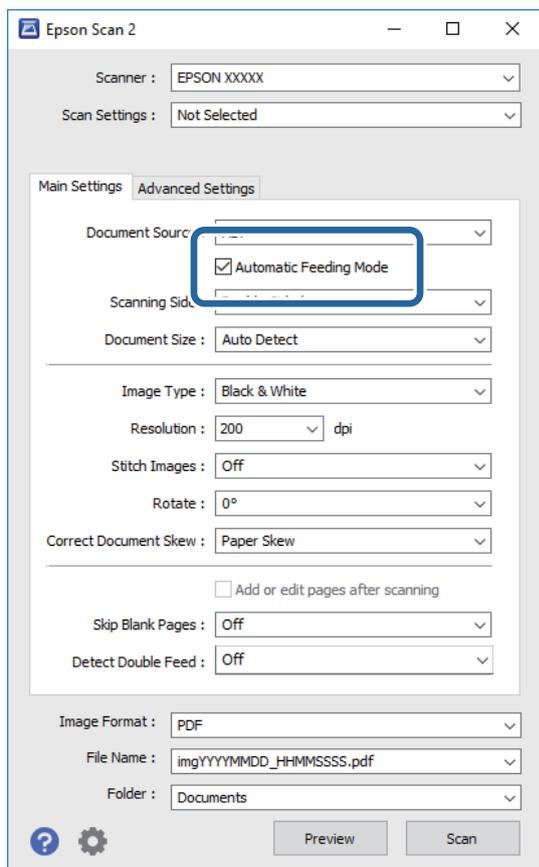 Epson Scan 2
Scanner : EPSON XXXXX
Scan Settings : Not Selected
Main Settings Advanced Settings
Document
Automatic Feeding Mode
Scanning
Document Size : Auto Detect
Image Type : Black & White
Resolution : 200 dpi
Stitch Images : Off
Rotate : 0°
Correct Document Skew : Paper Skew
Add or edit pages after scanning
Skip Blank Pages : Off
Detect Double Feed : Off
Image Format : PDF
File Name : imgYYYYMMDD_HHMMSSSS.pdf
Folder : Documents
? Preview Scan